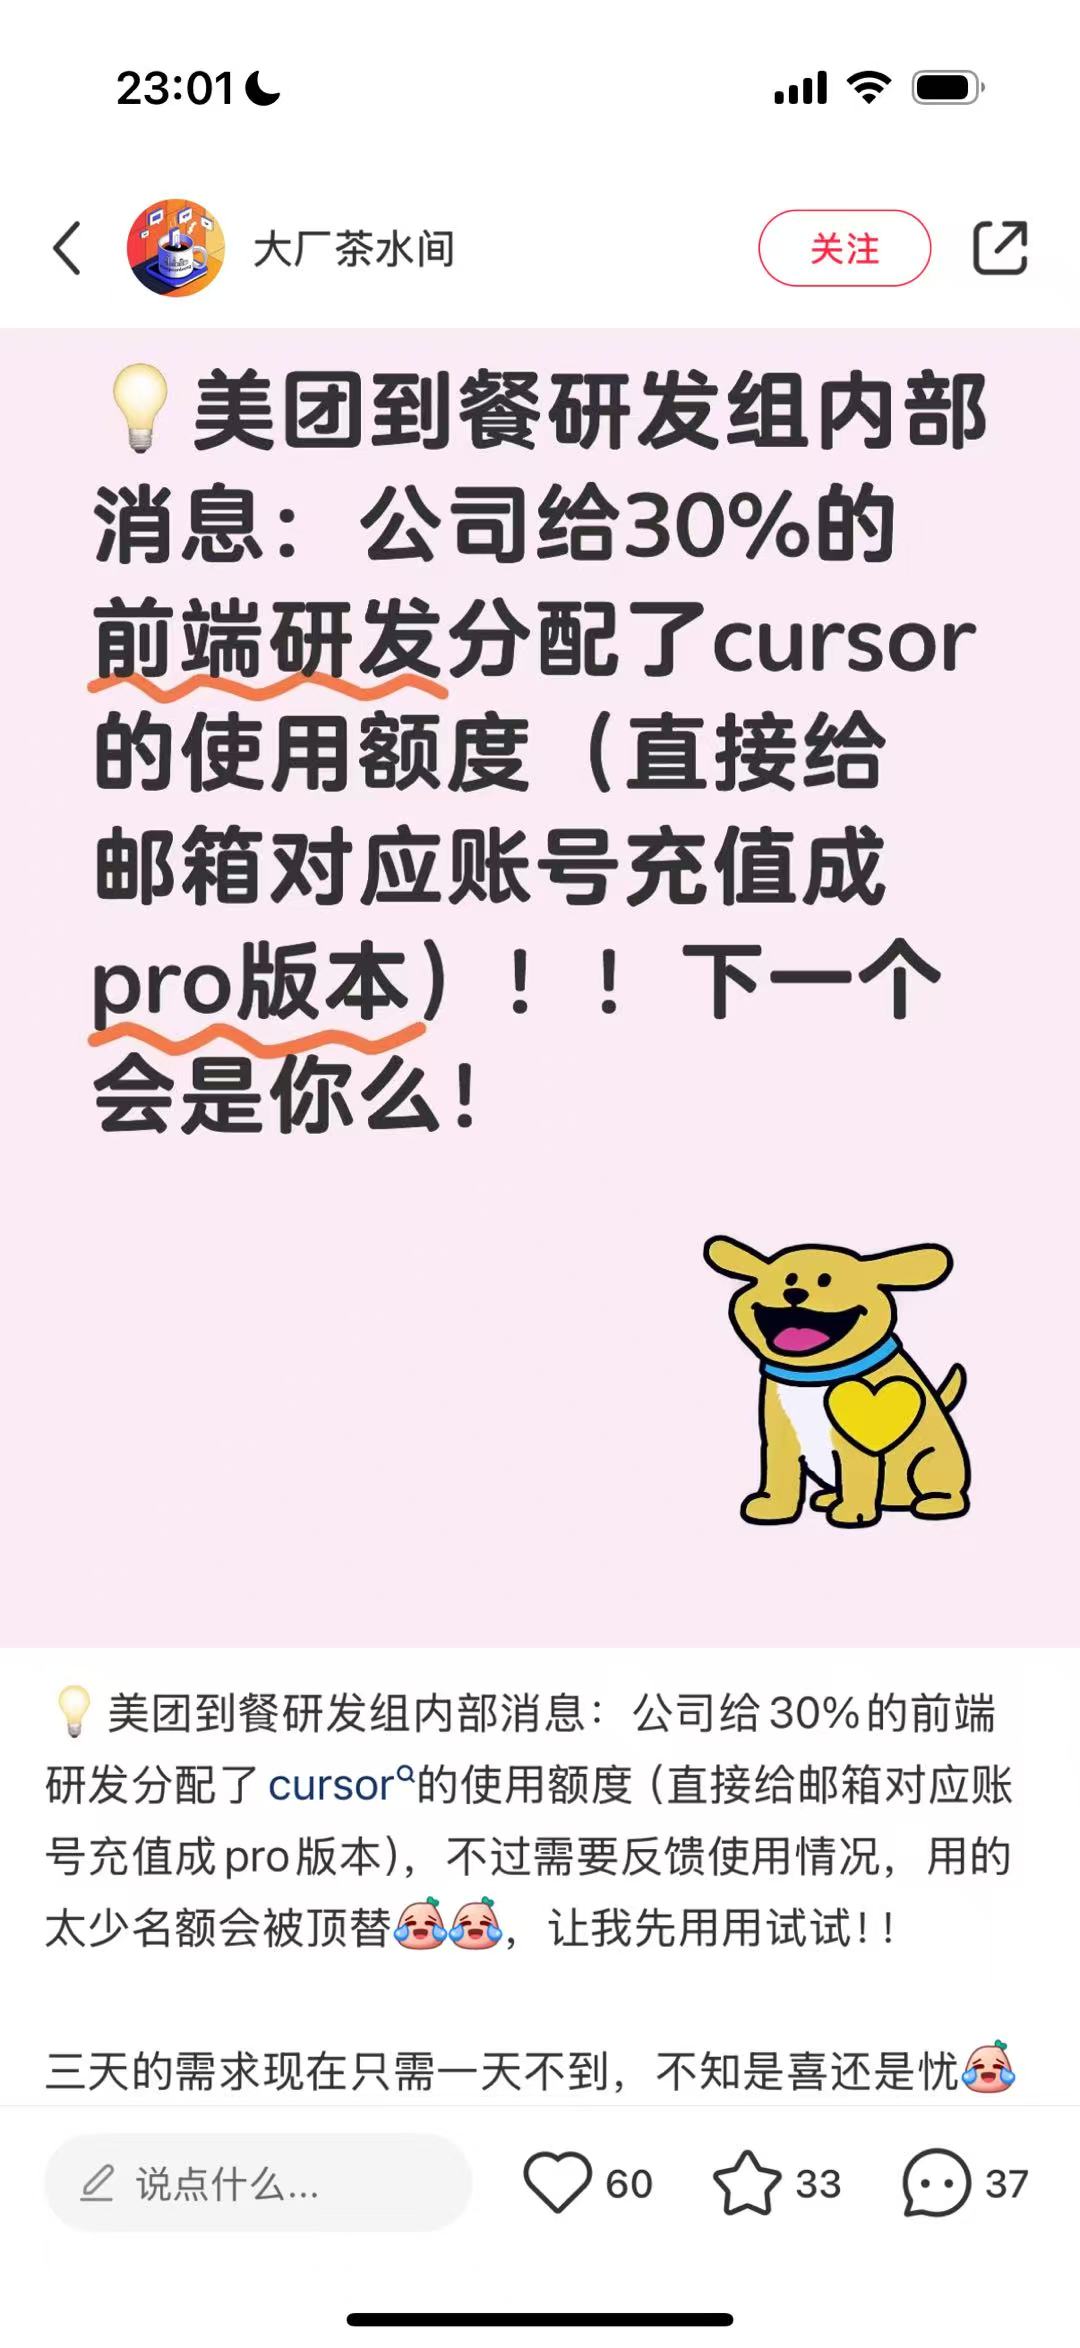 23:01
大厂茶水间
关注
💡美团到餐研发组内部
消息：公司给30%的
前端研发分配了cursor
的使用额度（直接给
邮箱对应账号充值成
pro版本）！！下一个
会是你么！
💡美团到餐研发组内部消息：公司给30%的前端
研发分配了cursor的使用额度（直接给邮箱对应账
号充值成pro版本），不过需要反馈使用情况，用的
太少名额会被顶替，让我先用用试试！！
三天的需求现在只需一天不到，不知是喜还是忧
说点什么...
60
33
37